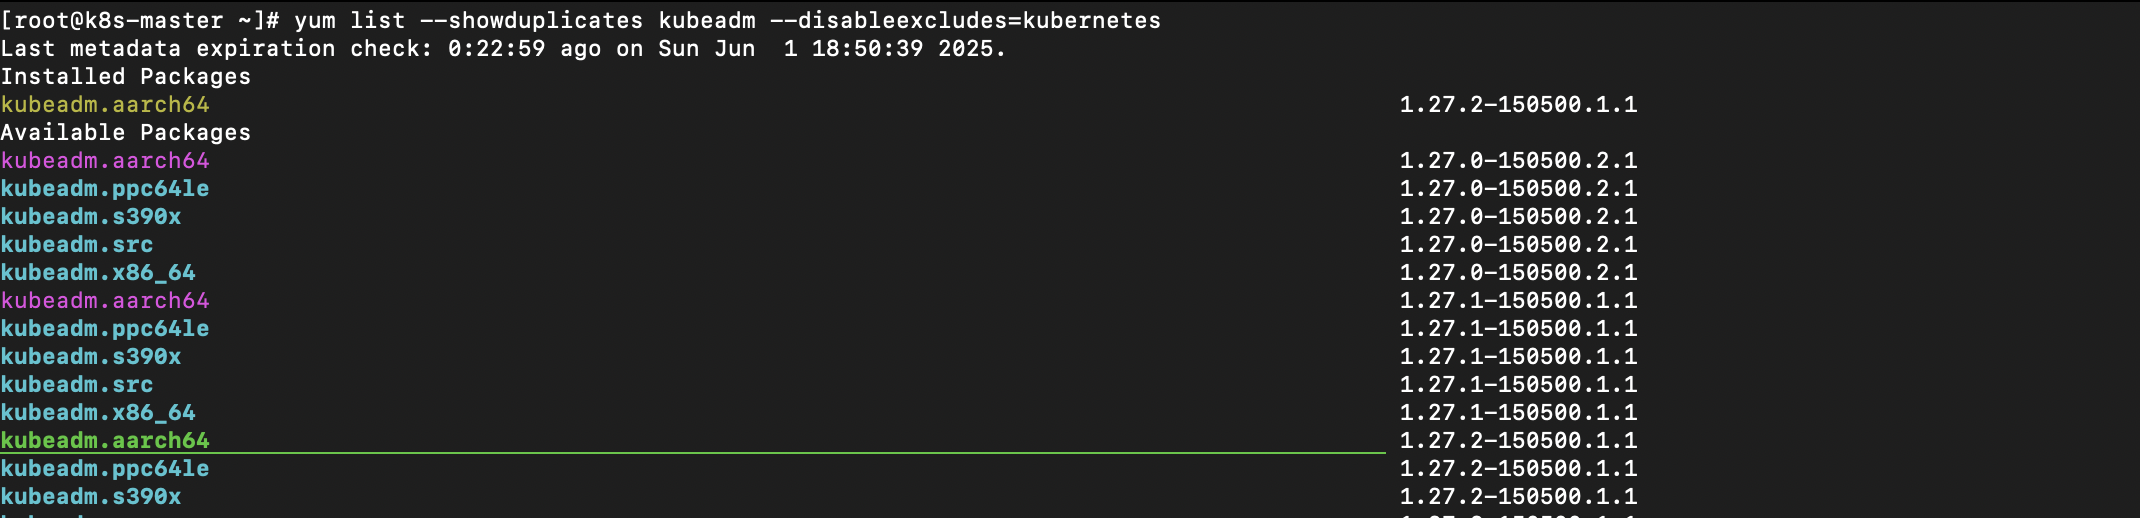 [root@k8s-master ~]# yum list --showduplicates kubeadm --disableexcludes=kubernetes
Last metadata expiration check: 0:22:59 ago on Sun Jun  1 18:50:39 2025.
Installed Packages
kubeadm.aarch64 1.27.2-150500.1.1
Available Packages
kubeadm.aarch64 1.27.0-150500.2.1
kubeadm.ppc64le 1.27.0-150500.2.1
kubeadm.s390x 1.27.0-150500.2.1
kubeadm.src 1.27.0-150500.2.1
kubeadm.x86_64 1.27.0-150500.2.1
kubeadm.aarch64 1.27.1-150500.1.1
kubeadm.ppc64le 1.27.1-150500.1.1
kubeadm.s390x 1.27.1-150500.1.1
kubeadm.src 1.27.1-150500.1.1
kubeadm.x86_64 1.27.1-150500.1.1
kubeadm.aarch64 1.27.2-150500.1.1
kubeadm.ppc64le 1.27.2-150500.1.1
kubeadm.s390x 1.27.2-150500.1.1